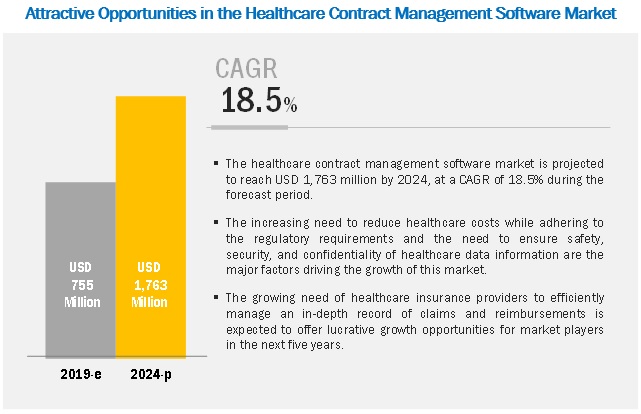 Attractive Opportunities in the Healthcare Contract Management Software Market
CAGR
18.5%
▪ The healthcare contract management software market is projected
to reach USD 1,763 million by 2024, at a CAGR of 18.5% during the
forecast period.
▪ The increasing need to reduce healthcare costs while adhering to
the regulatory requirements and the need to ensure safety,
security, and confidentiality of healthcare data information are the
major factors driving the growth of this market.
▪ The growing need of healthcare insurance providers to efficiently
manage an in-depth record of claims and reimbursements is
expected to offer lucrative growth opportunities for market players
in the next five years.
USD
755
Million
USD
1,763
Million
2019-e
2024-p